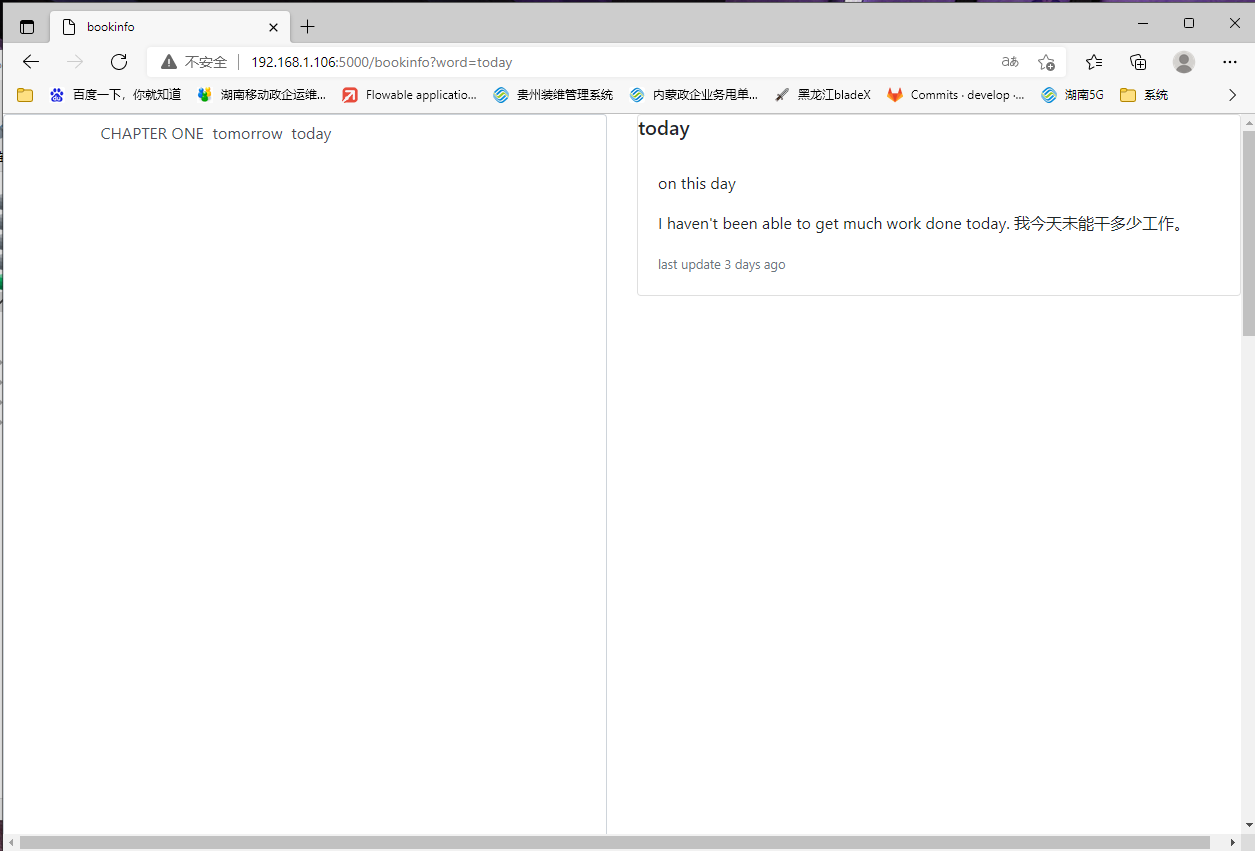 bookinfo
不安全 192.168.1.106:5000/bookinfo?word=today aあ
百度一下，你就知道 湖南移动政企运维... Flowable applicatio... 贵州装维管理系统 内蒙政企业务甩单... 黑龙江bladeX Commits · develop ·... 湖南5G 系统
CHAPTER ONE tomorrow today
today
on this day
I haven't been able to get much work done today. 我今天未能干多少工作。
last update 3 days ago